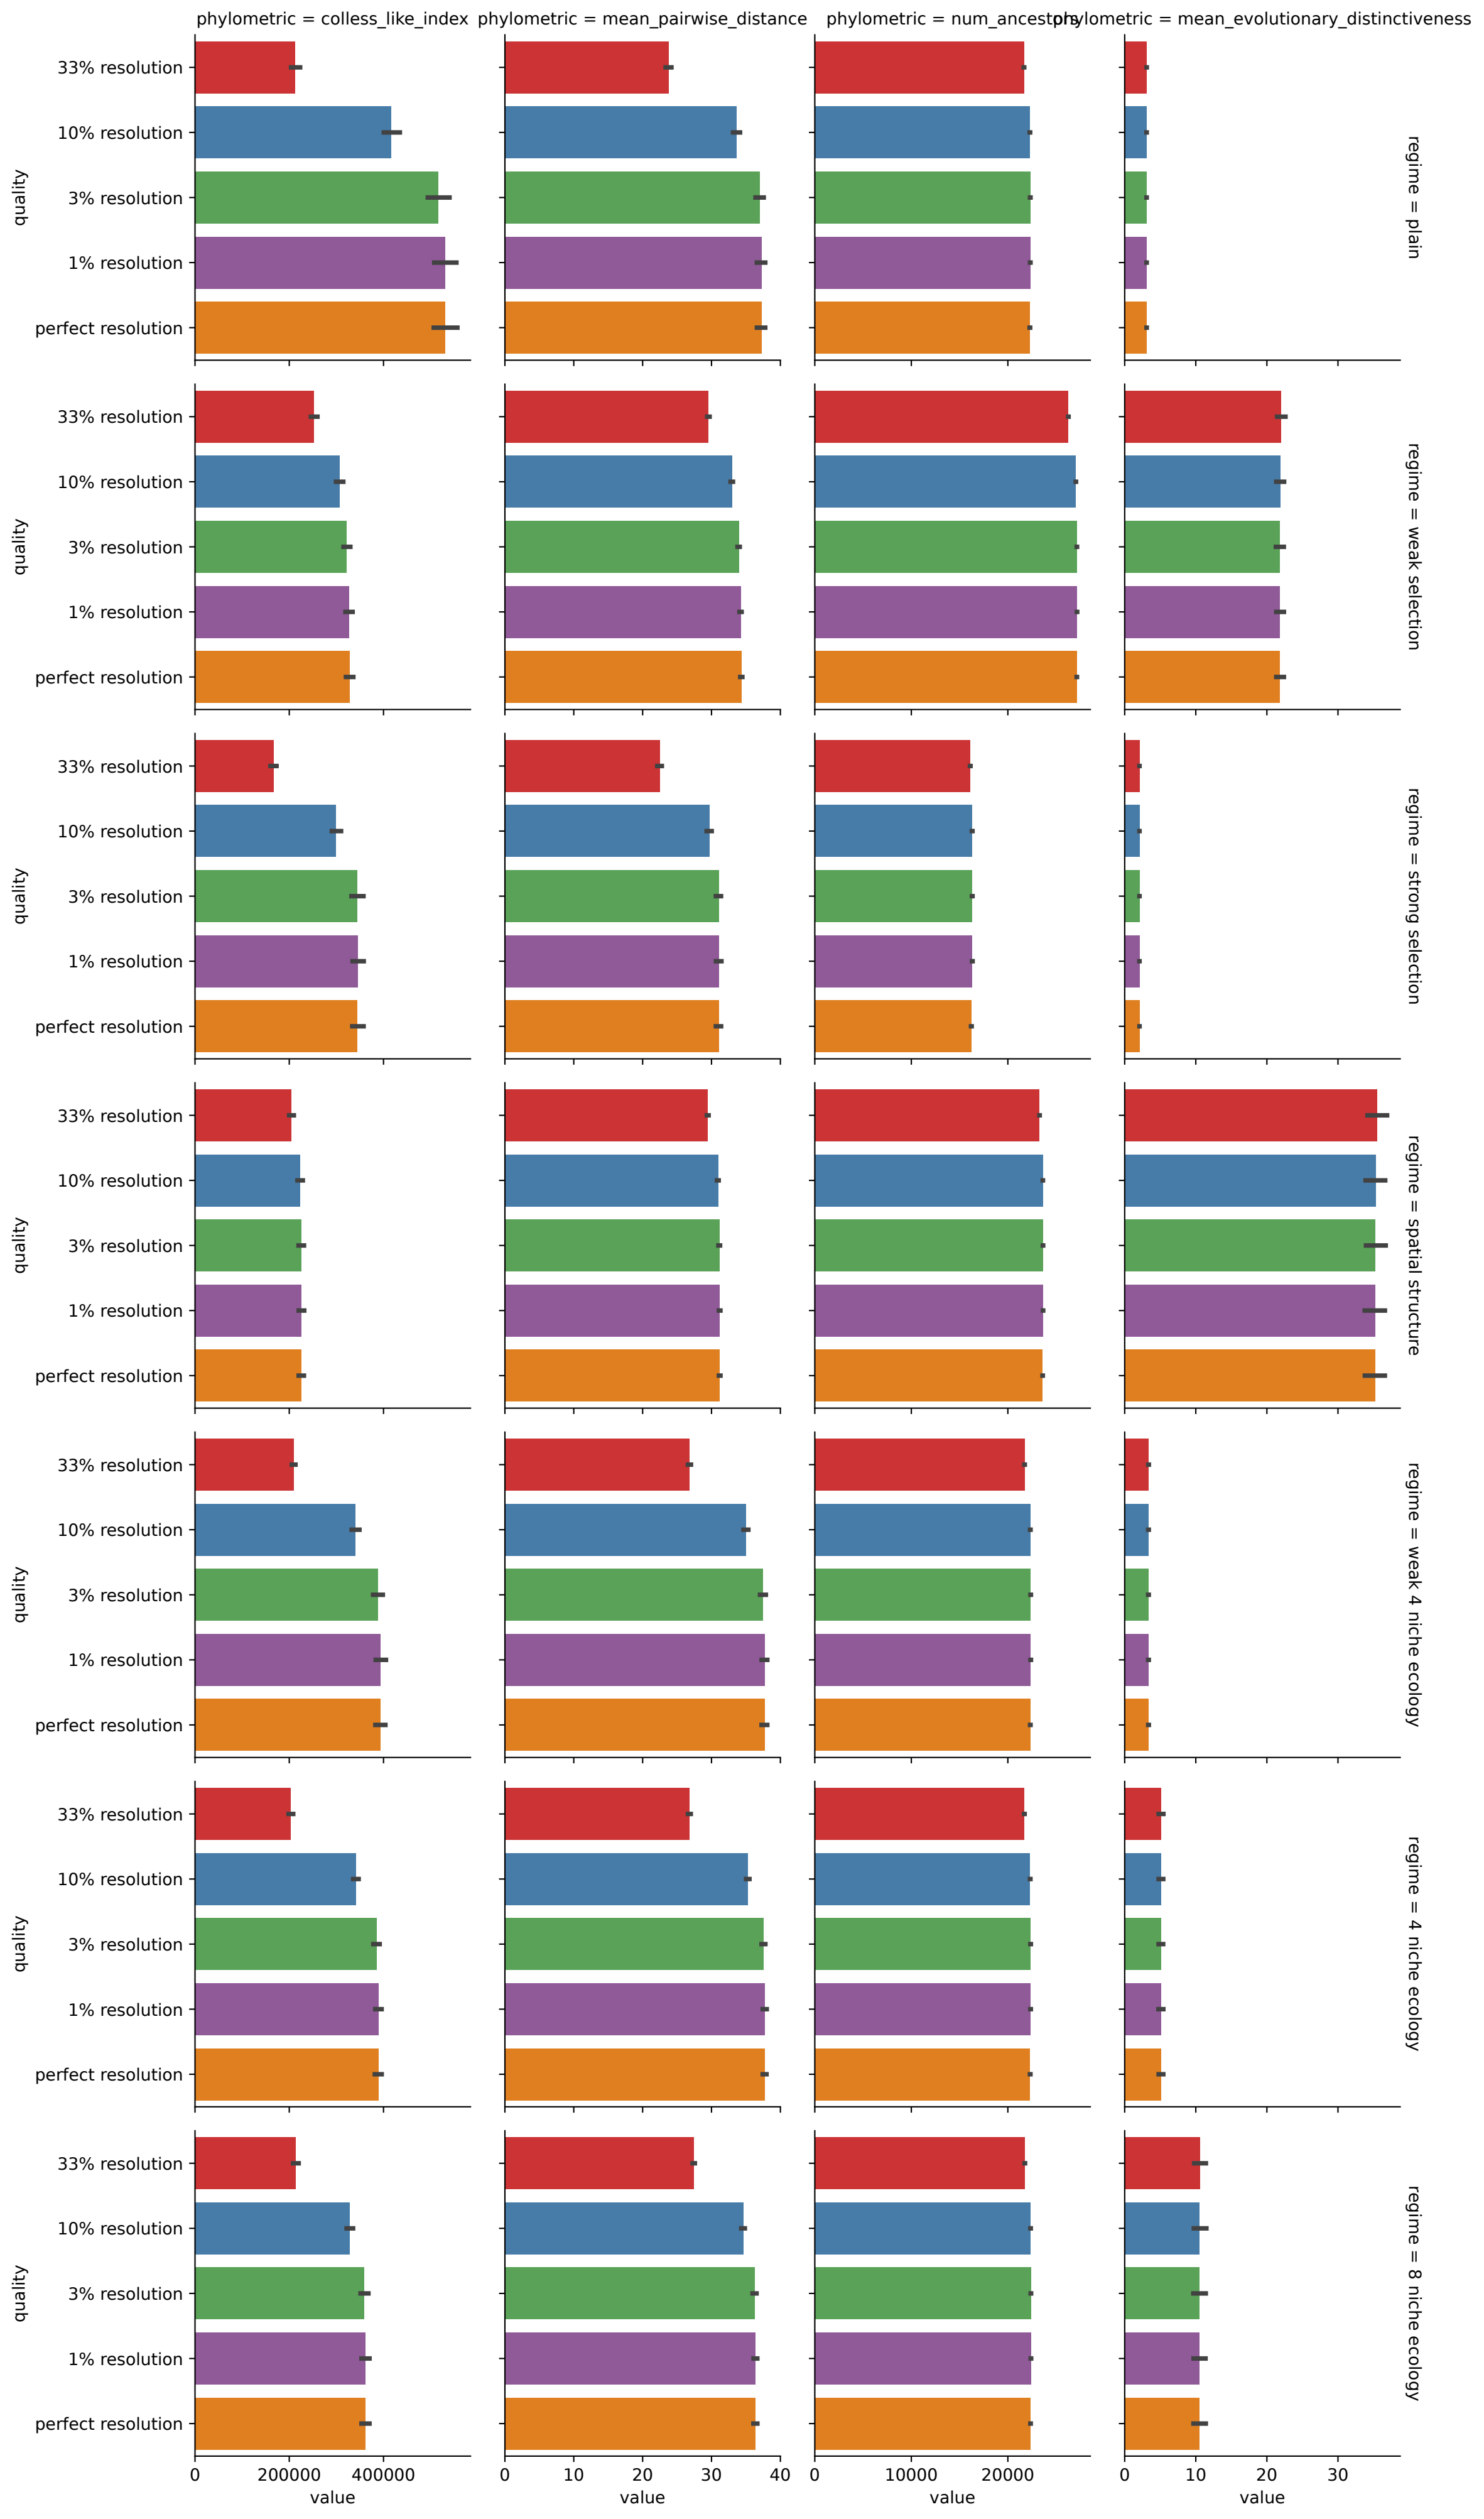 phylometric = colless_like_index
phylometric = mean_pairwise_distance
phylometric = num_ancestors
phylometric = mean_evolutionary_distinctiveness
quality
33% resolution
10% resolution
3% resolution
1% resolution
perfect resolution
regime = plain
quality
33% resolution
10% resolution
3% resolution
1% resolution
perfect resolution
regime = weak selection
quality
33% resolution
10% resolution
3% resolution
1% resolution
perfect resolution
regime = strong selection
quality
33% resolution
10% resolution
3% resolution
1% resolution
perfect resolution
regime = spatial structure
quality
33% resolution
10% resolution
3% resolution
1% resolution
perfect resolution
regime = weak 4 niche ecology
quality
33% resolution
10% resolution
3% resolution
1% resolution
perfect resolution
regime = 4 niche ecology
quality
33% resolution
10% resolution
3% resolution
1% resolution
perfect resolution
regime = 8 niche ecology
0 200000 400000
value
0 10 20 30 40
value
0 10000 20000
value
0 10 20 30
value